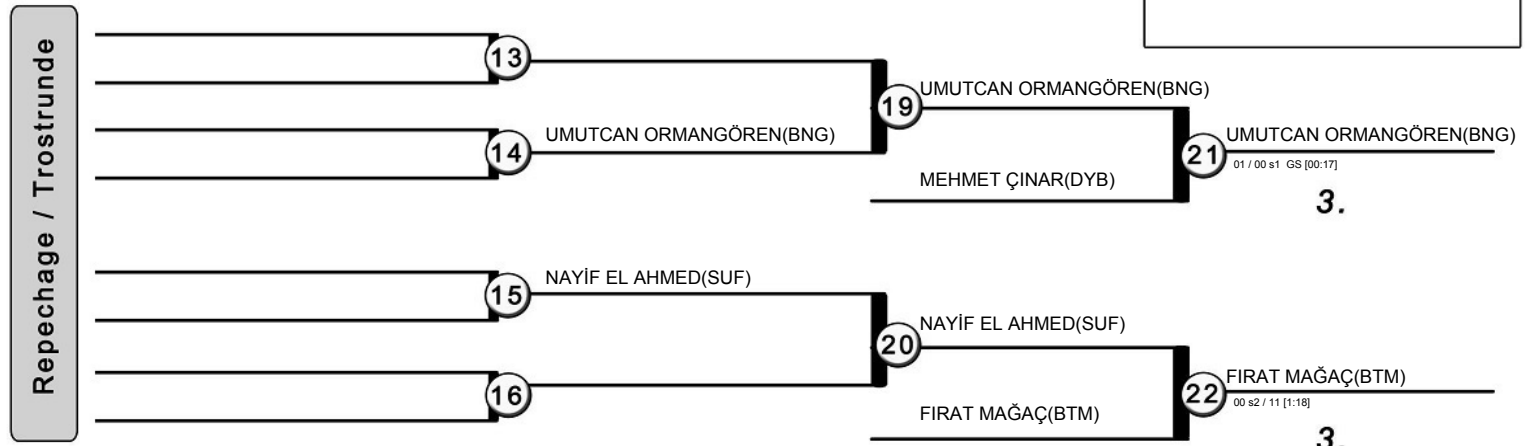 Repechage / Trostrunde
13
14
UMUTCAN ORMANGÖREN(BNG)
19
UMUTCAN ORMANGÖREN(BNG)
MEHMET ÇINAR(DYB)
21
UMUTCAN ORMANGÖREN(BNG)
01 / 00 s1 GS [00:17]
3.
15
NAYİF EL AHMED(SUF)
16
20
NAYİF EL AHMED(SUF)
FIRAT MAĞAÇ(BTM)
22
FIRAT MAĞAÇ(BTM)
00 s2 / 11 [1:18]
3.